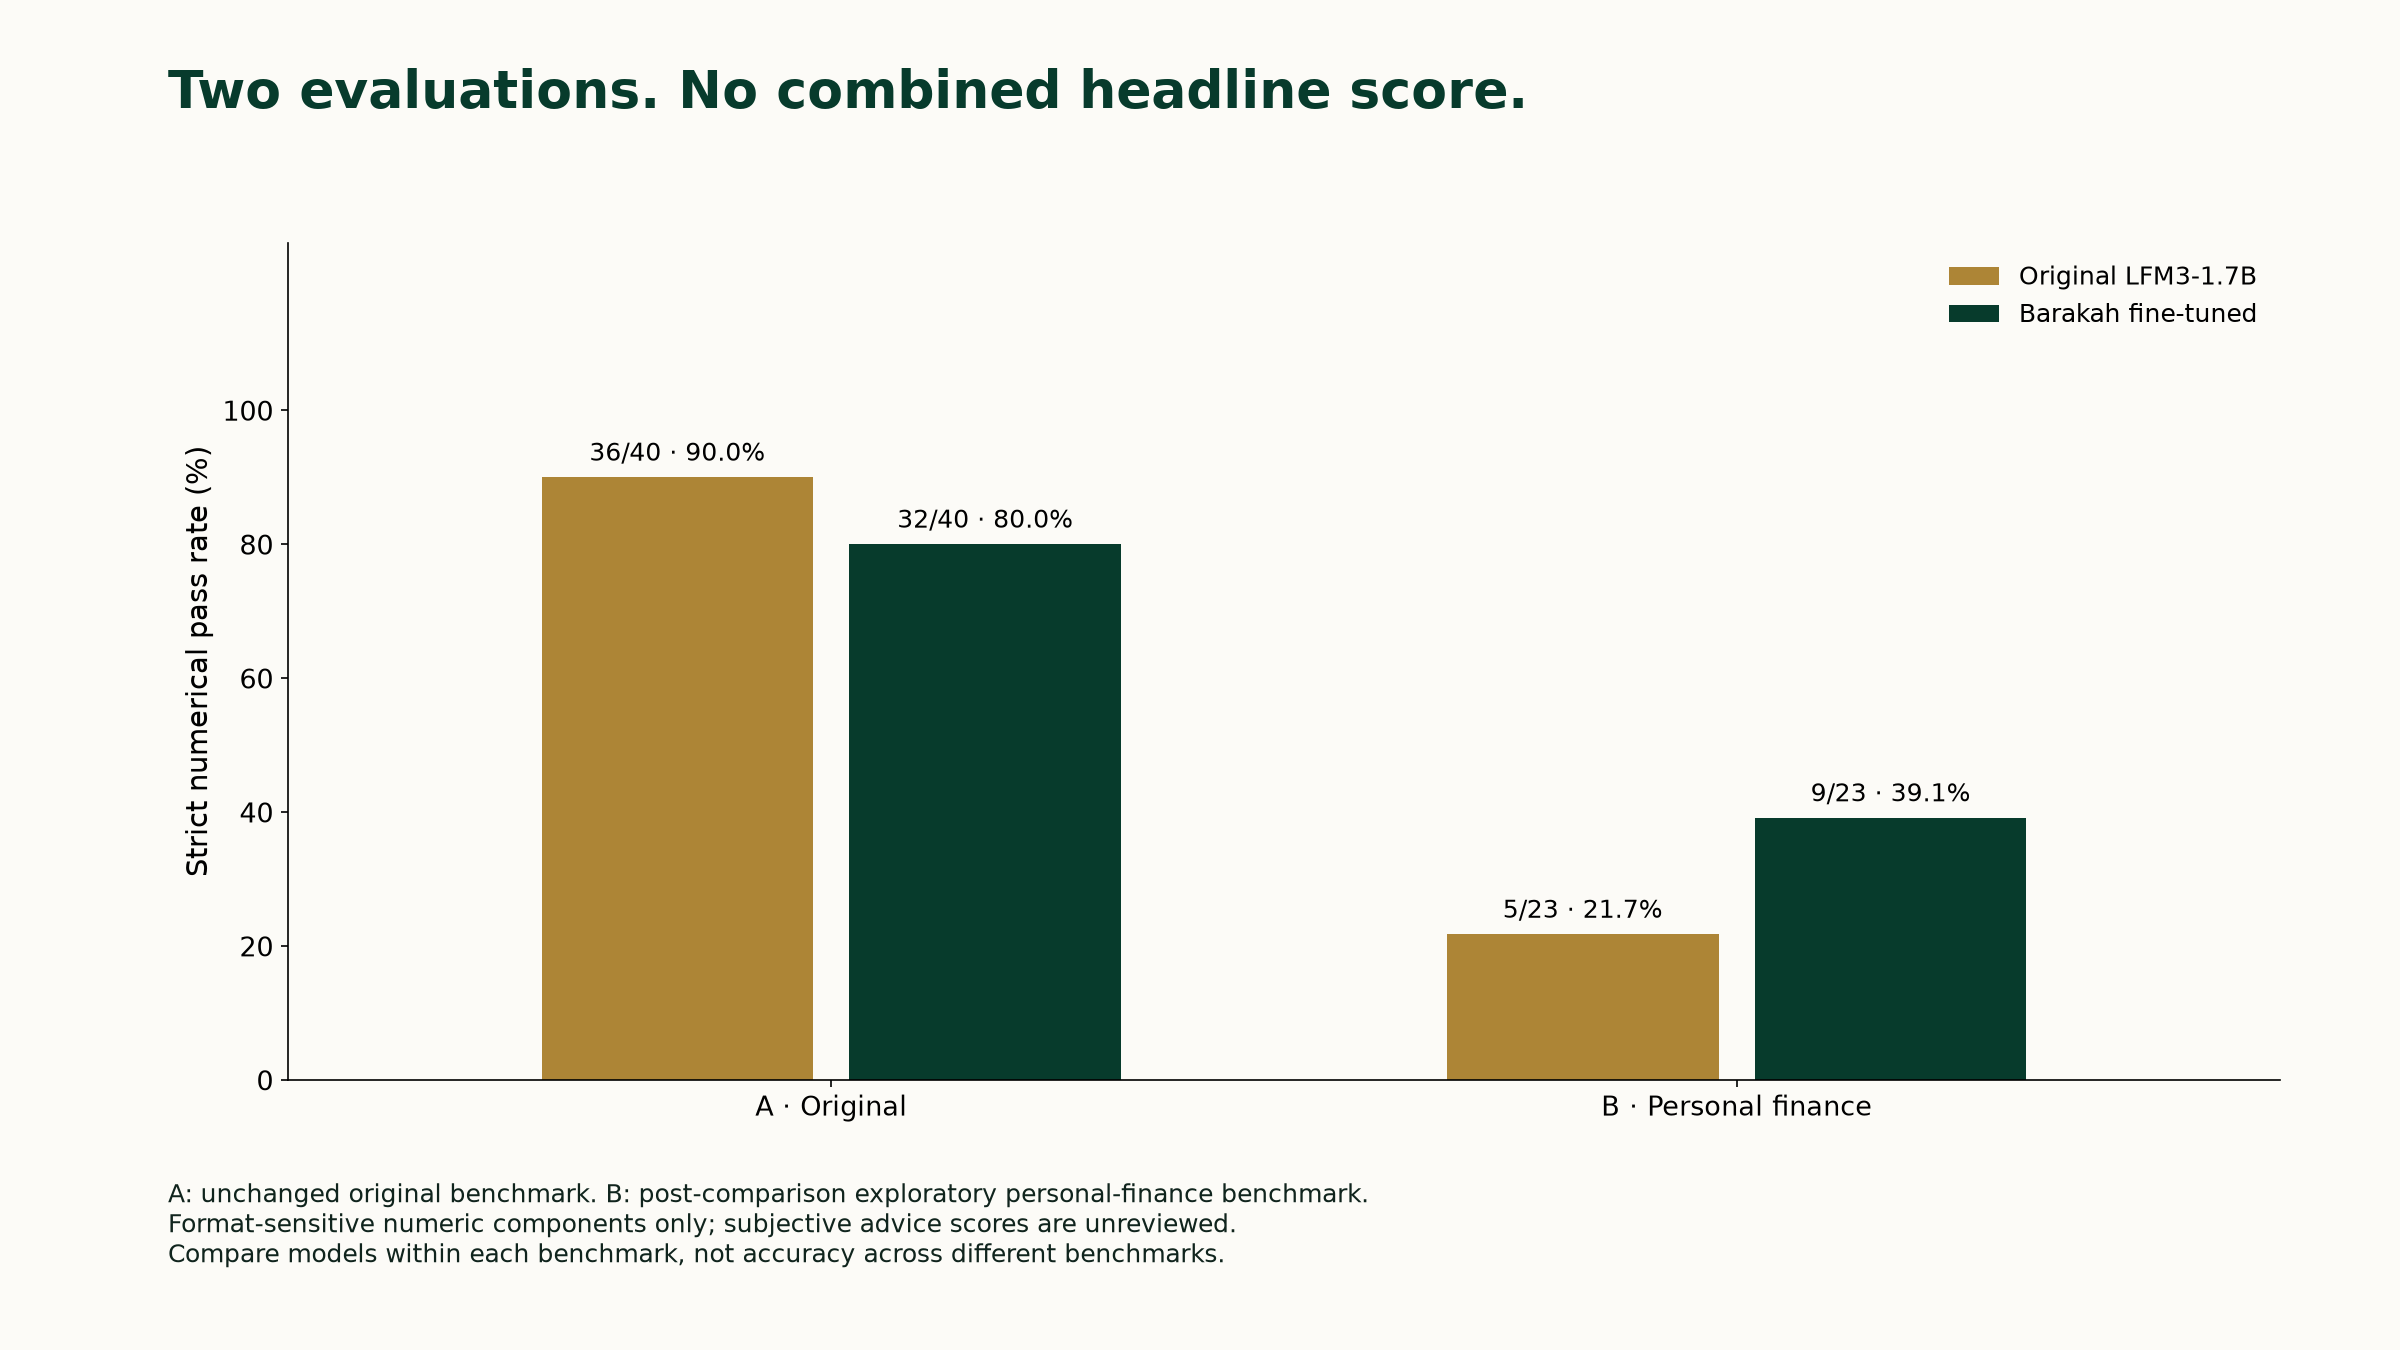 Two evaluations. No combined headline score.
Original LFM3-1.7B
Barakah fine-tuned
Strict numerical pass rate (%)
100
80
60
40
20
0
36/40 · 90.0%
32/40 · 80.0%
5/23 · 21.7%
9/23 · 39.1%
A · Original
B · Personal finance
A: unchanged original benchmark. B: post-comparison exploratory personal-finance benchmark.
Format-sensitive numeric components only; subjective advice scores are unreviewed.
Compare models within each benchmark, not accuracy across different benchmarks.